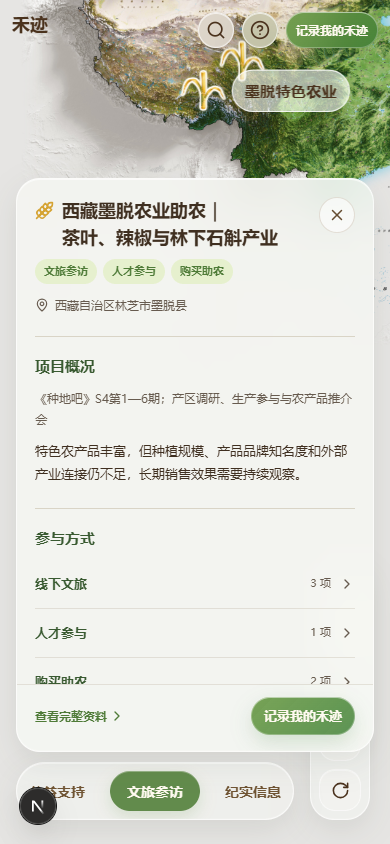 禾迹
记录我的禾迹
墨脱特色农业
西藏墨脱农业助农｜
茶叶、辣椒与林下石斛产业
文旅参访
人才参与
购买助农
西藏自治区林芝市墨脱县
项目概况
《种地吧》S4第1—6期；产区调研、生产参与与农产品推介
会
特色农产品丰富，但种植规模、产品品牌知名度和外部
产业连接仍不足，长期销售效果需要持续观察。
参与方式
线下文旅 3 项
人才参与 1 项
购买助农 2 项
查看完整资料
记录我的禾迹
支持
文旅参访
纪实信息
N